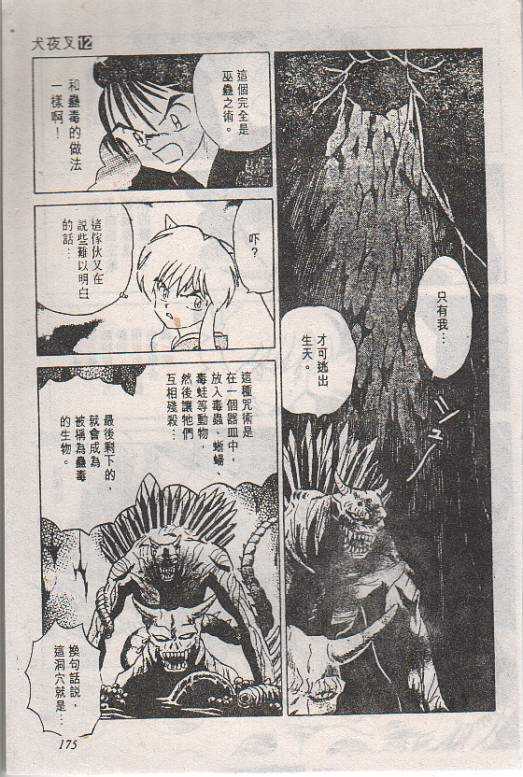 犬夜叉12
只有我…
才可逃出
生天。
這個完全是
巫蠱之術。
和蠱毒的做法
一樣啊！
吓？
這傢伙又在
說些難以明白
的話…
這種咒術是
在一個器皿中，
放入毒蟲、蜥蜴、
毒蛙等動物，
然後讓牠們
互相殘殺…
最後剩下的，
就會成為
被稱為蠱毒
的生物。
換句話說，
這洞穴就是…
175